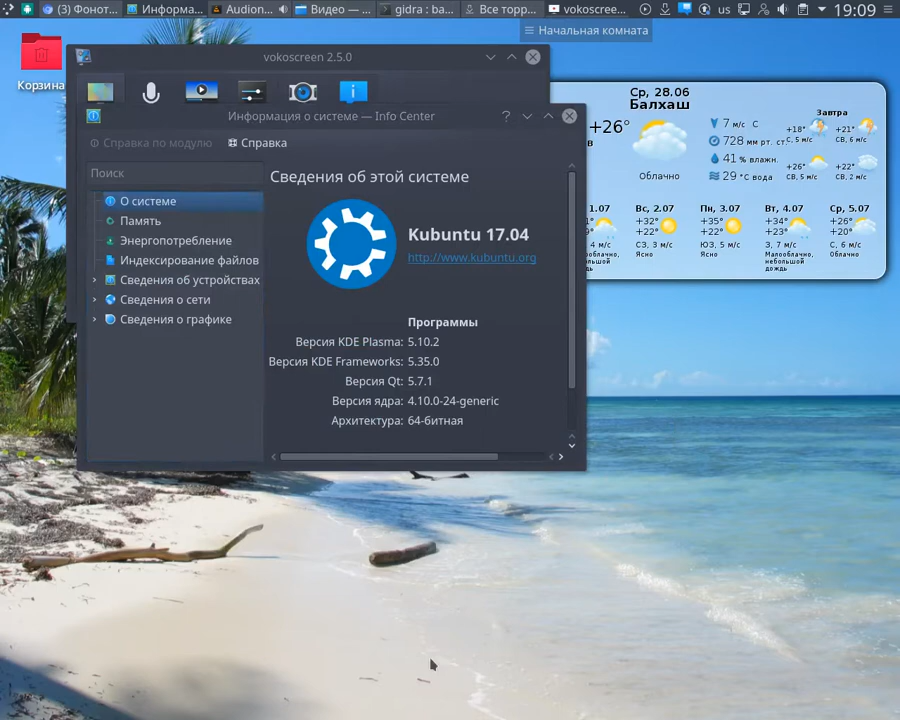 (3) Фонот...
Информа...
Audion...
Видео —...
gidra : ba...
Все торр...
vokoscree...
us
19:09
Корзина
Начальная комната
vokoscreen 2.5.0
Информация о системе — Info Center
Справка по модулю
Справка
Поиск
О системе
Память
Энергопотребление
Индексирование файлов
Сведения об устройствах
Сведения о сети
Сведения о графике
Сведения об этой системе
Kubuntu 17.04
http://www.kubuntu.org
Программы
Версия KDE Plasma: 5.10.2
Версия KDE Frameworks: 5.35.0
Версия Qt: 5.7.1
Версия ядра: 4.10.0-24-generic
Архитектура: 64-битная
Ср, 28.06
Балхаш
+26°
Облачно
7 м/с С
728 мм рт. ст.
41 % влажн.
29 °С вода
Завтра
+18°
С, 5 м/с
+21°
СВ, 6 м/с
+26°
СВ, 5 м/с
+22°
СВ, 2 м/с
1.07
4 м/с
Вс, 2.07
+32°
+22°
СЗ, 3 м/с
Ясно
Пн, 3.07
+35°
+22°
ЮЗ, 5 м/с
Ясно
Вт, 4.07
+34°
+23°
З, 7 м/с
Малооблачно,
небольшой
дождь
Ср, 5.07
+26°
+20°
С, 6 м/с
Облачно